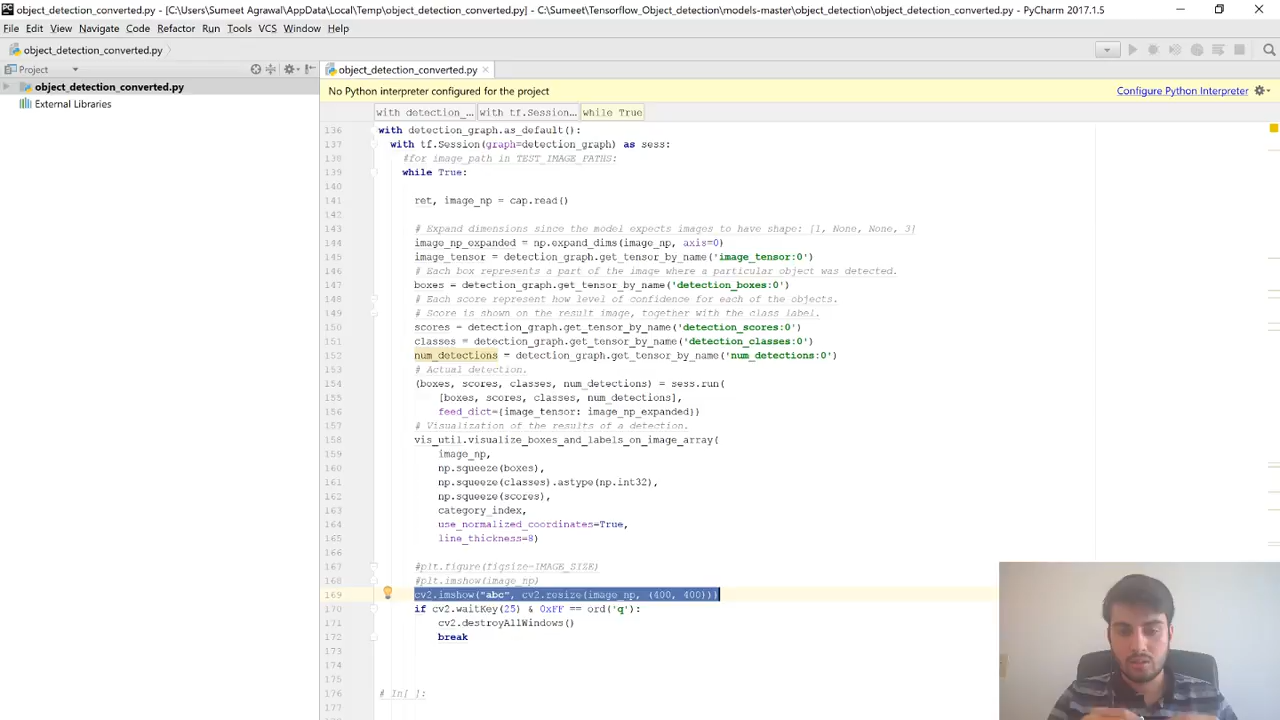 object_detection_converted.py - [C:\Users\Sumeet Agrawal\AppData\Local\Temp\object_detection_converted.py] - C:\Sumeet\Tensorflow_Object_detection\models-master\object_detection\object_detection_converted.py - PyCharm 2017.1.5
File Edit View Navigate Code Refactor Run Tools VCS Window Help
object_detection_converted.py
Project
object_detection_converted.py
object_detection_converted.py
External Libraries
No Python interpreter configured for the project
Configure Python Interpreter
with detection_... with tf.Session... while True
136 with detection_graph.as_default():
137 with tf.Session(graph=detection_graph) as sess:
138 #for image_path in TEST_IMAGE_PATHS:
139 while True:
140
141 ret, image_np = cap.read()
142
143 # Expand dimensions since the model expects images to have shape: [1, None, None, 3]
144 image_np_expanded = np.expand_dims(image_np, axis=0)
145 image_tensor = detection_graph.get_tensor_by_name('image_tensor:0')
146 # Each box represents a part of the image where a particular object was detected.
147 boxes = detection_graph.get_tensor_by_name('detection_boxes:0')
148 # Each score represent how level of confidence for each of the objects.
149 # Score is shown on the result image, together with the class label.
150 scores = detection_graph.get_tensor_by_name('detection_scores:0')
151 classes = detection_graph.get_tensor_by_name('detection_classes:0')
152 num_detections = detection_graph.get_tensor_by_name('num_detections:0')
153 # Actual detection.
154 (boxes, scores, classes, num_detections) = sess.run(
155 [boxes, scores, classes, num_detections],
156 feed_dict={image_tensor: image_np_expanded})
157 # Visualization of the results of a detection.
158 vis_util.visualize_boxes_and_labels_on_image_array(
159 image_np,
160 np.squeeze(boxes),
161 np.squeeze(classes).astype(np.int32),
162 np.squeeze(scores),
163 category_index,
164 use_normalized_coordinates=True,
165 line_thickness=8)
166
167 #plt.figure(figsize=IMAGE_SIZE)
168 #plt.imshow(image_np)
169 cv2.imshow("abc", cv2.resize(image_np, (400, 400)))
170 if cv2.waitKey(25) & 0xFF == ord('q'):
171 cv2.destroyAllWindows()
172 break
173
174
175
176 # In[ ]:
177